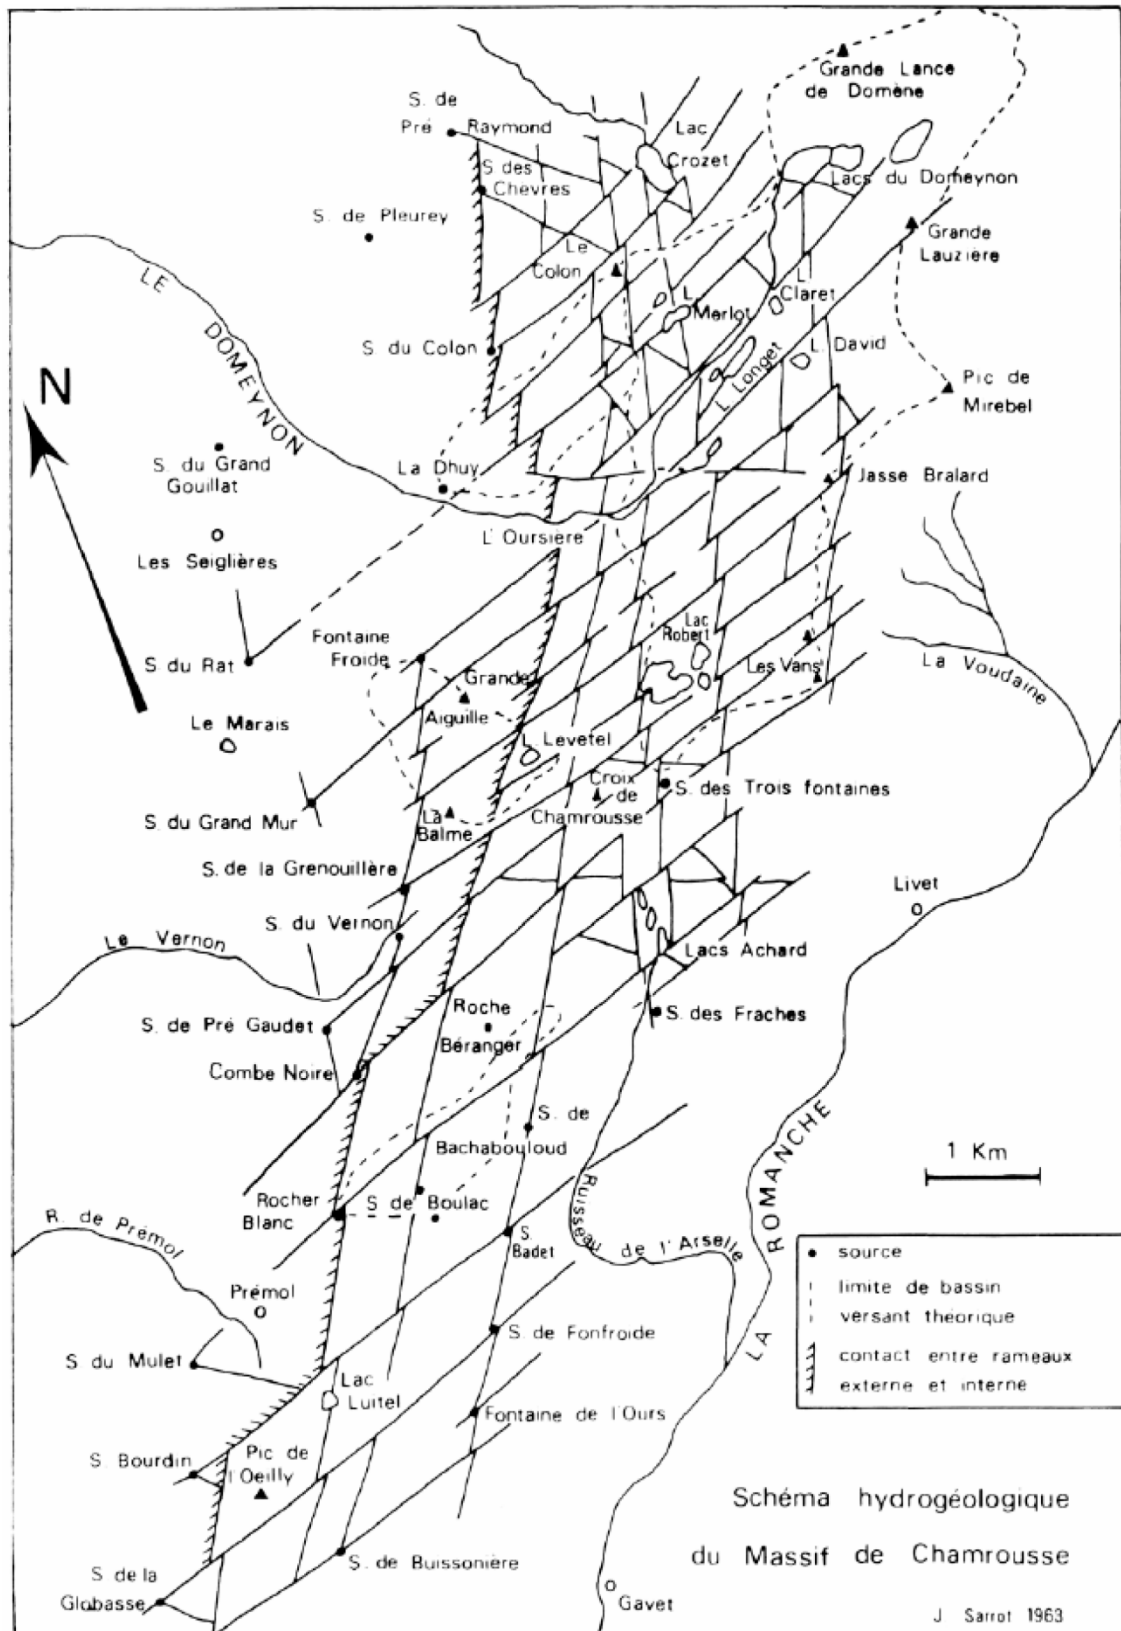 Grande Lance
de Domène
S. de
Pré Raymond
Lac
Crozet
S des
Chevres
Lacs du Domeynon
S. de Pleurey
Le
Colon
Grande
Lauzière
LE
DOMEYNON
L.
Merlot
L.
Claret
S du Colon
L. David
L. Longet
Pic de
Mirebel
N
S. du Grand
Gouillat
La Dhuy
Jasse Bralard
L'Oursière
Les Seiglières
Fontaine
Froide
Lac
Robert
S. du Rat
Grande
Aiguille
Les Vans
La Voudaine
Le Marais
L. Levetel
Croix
de
Chamrousse
S. des Trois fontaines
S. du Grand Mur
La
Balme
S. de la Grenouillère
Livet
S. du Vernon
Le Vernon
Lacs Achard
S. de Pré Gaudet
Roche
Béranger
S. des Fraches
Combe Noire
S. de
Bachabouloud
1 Km
Rocher
Blanc
S de Boulac
R. de Prémol
S.
Badet
Ruisseau de l'Arselle
LA ROMANCHE
Prémol
S. de Fonfroide
S du Mulet
Lac
Luitel
Fontaine de l'Ours
S. Bourdin
Pic de
l'Oeilly
S. de Buissonière
S de la
Globasse
Gavet
source
limite de bassin
versant théorique
contact entre rameaux
externe et interne
Schéma hydrogéologique
du Massif de Chamrousse
J Sarrot 1963